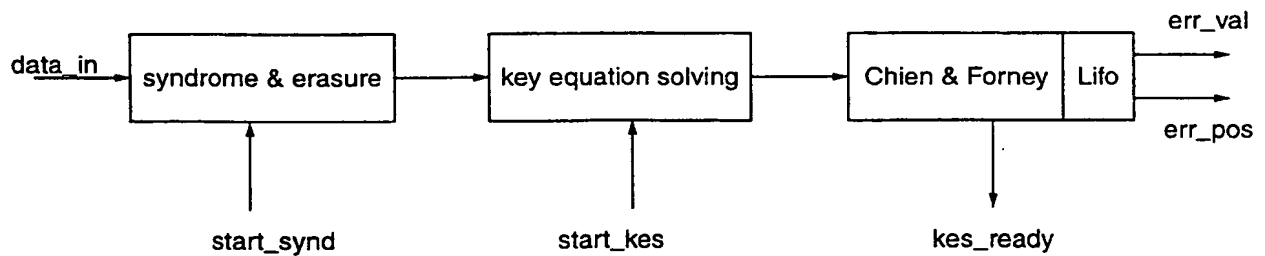 err_val
data_in
syndrome & erasure
key equation solving
Chien & Forney
Lifo
err_pos
start_synd
start_kes
kes_ready